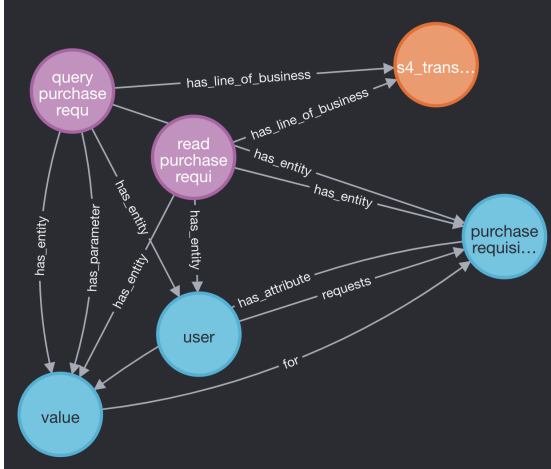 s4_trans…
query
purchase
requ
has_line_of_business
has_line_of_business
read
purchase
requi
has_entity
has_entity
has_entity
has_entity
has_parameter
has_entity
has_entity
purchase
requisi…
has_attribute
requests
user
for
value